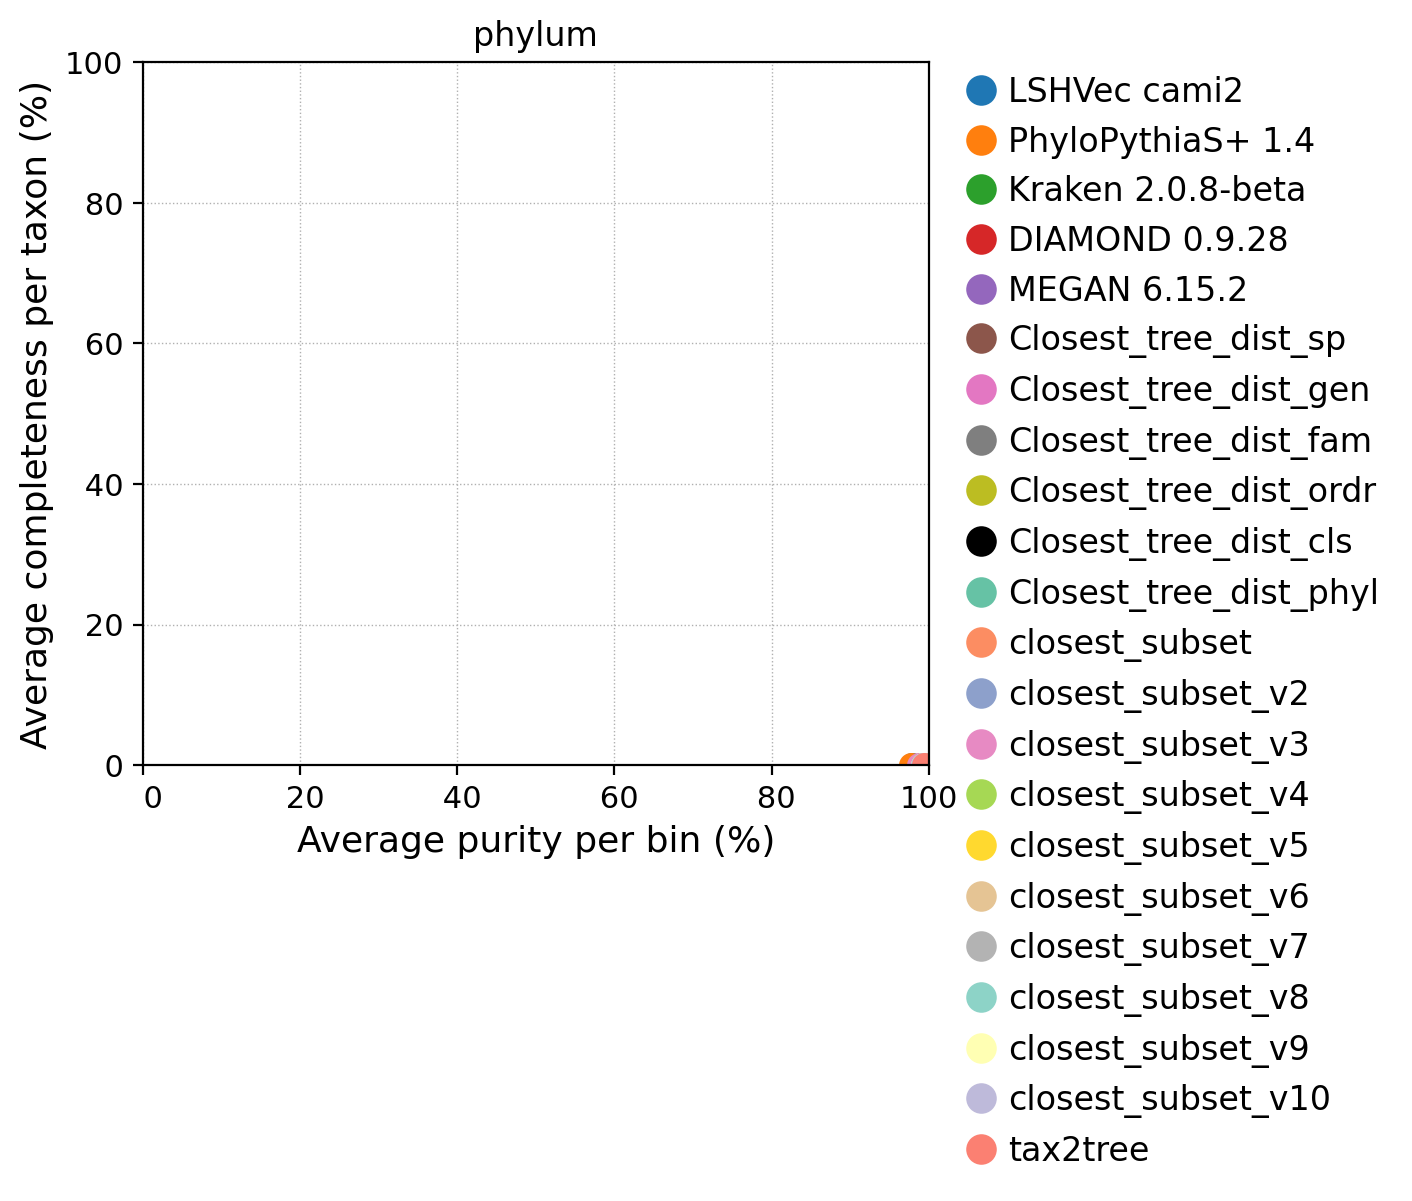 phylum
Average completeness per taxon (%)
100
80
60
40
20
0
0 20 40 60 80 100
Average purity per bin (%)
LSHVec cami2
PhyloPythiaS+ 1.4
Kraken 2.0.8-beta
DIAMOND 0.9.28
MEGAN 6.15.2
Closest_tree_dist_sp
Closest_tree_dist_gen
Closest_tree_dist_fam
Closest_tree_dist_ordr
Closest_tree_dist_cls
Closest_tree_dist_phyl
closest_subset
closest_subset_v2
closest_subset_v3
closest_subset_v4
closest_subset_v5
closest_subset_v6
closest_subset_v7
closest_subset_v8
closest_subset_v9
closest_subset_v10
tax2tree